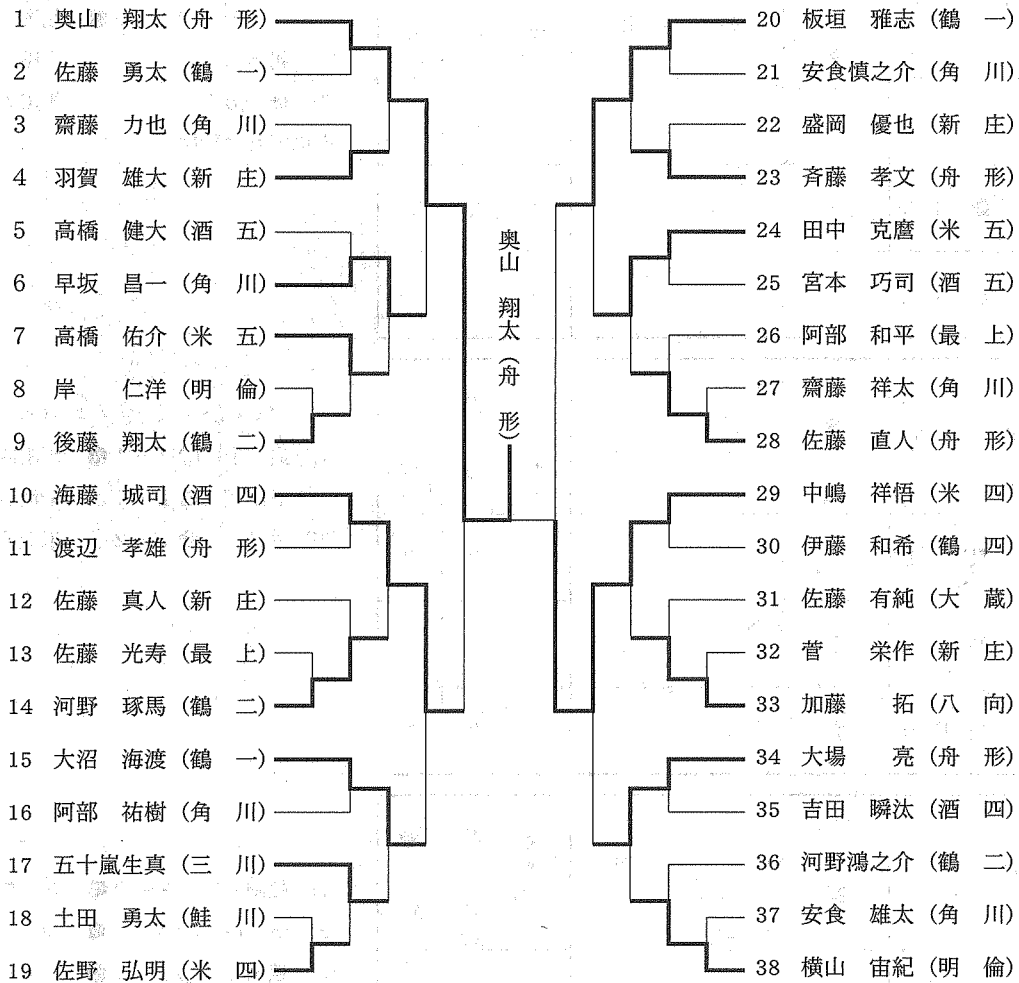 1 奥山 翔太 (舟 形)
2 佐藤 勇太 (鶴 一)
3 齋藤 力也 (角 川)
4 羽賀 雄大 (新 庄)
5 高橋 健大 (酒 五)
6 早坂 昌一 (角 川)
7 高橋 佑介 (米 五)
8 岸 仁洋 (明 倫)
9 後藤 翔太 (鶴 二)
10 海藤 城司 (酒 四)
11 渡辺 孝雄 (舟 形)
12 佐藤 真人 (新 庄)
13 佐藤 光寿 (最 上)
14 河野 琢馬 (鶴 二)
15 大沼 海渡 (鶴 一)
16 阿部 祐樹 (角 川)
17 五十嵐生真 (三 川)
18 土田 勇太 (鮭 川)
19 佐野 弘明 (米 四)
奥山 翔太 (舟 形)
20 板垣 雅志 (鶴 一)
21 安食慎之介 (角 川)
22 盛岡 優也 (新 庄)
23 斉藤 孝文 (舟 形)
24 田中 克麿 (米 五)
25 宮本 巧司 (酒 五)
26 阿部 和平 (最 上)
27 齋藤 祥太 (角 川)
28 佐藤 直人 (舟 形)
29 中嶋 祥悟 (米 四)
30 伊藤 和希 (鶴 四)
31 佐藤 有純 (大 蔵)
32 菅 栄作 (新 庄)
33 加藤 拓 (八 向)
34 大場 亮 (舟 形)
35 吉田 瞬汰 (酒 四)
36 河野鴻之介 (鶴 二)
37 安食 雄太 (角 川)
38 横山 宙紀 (明 倫)